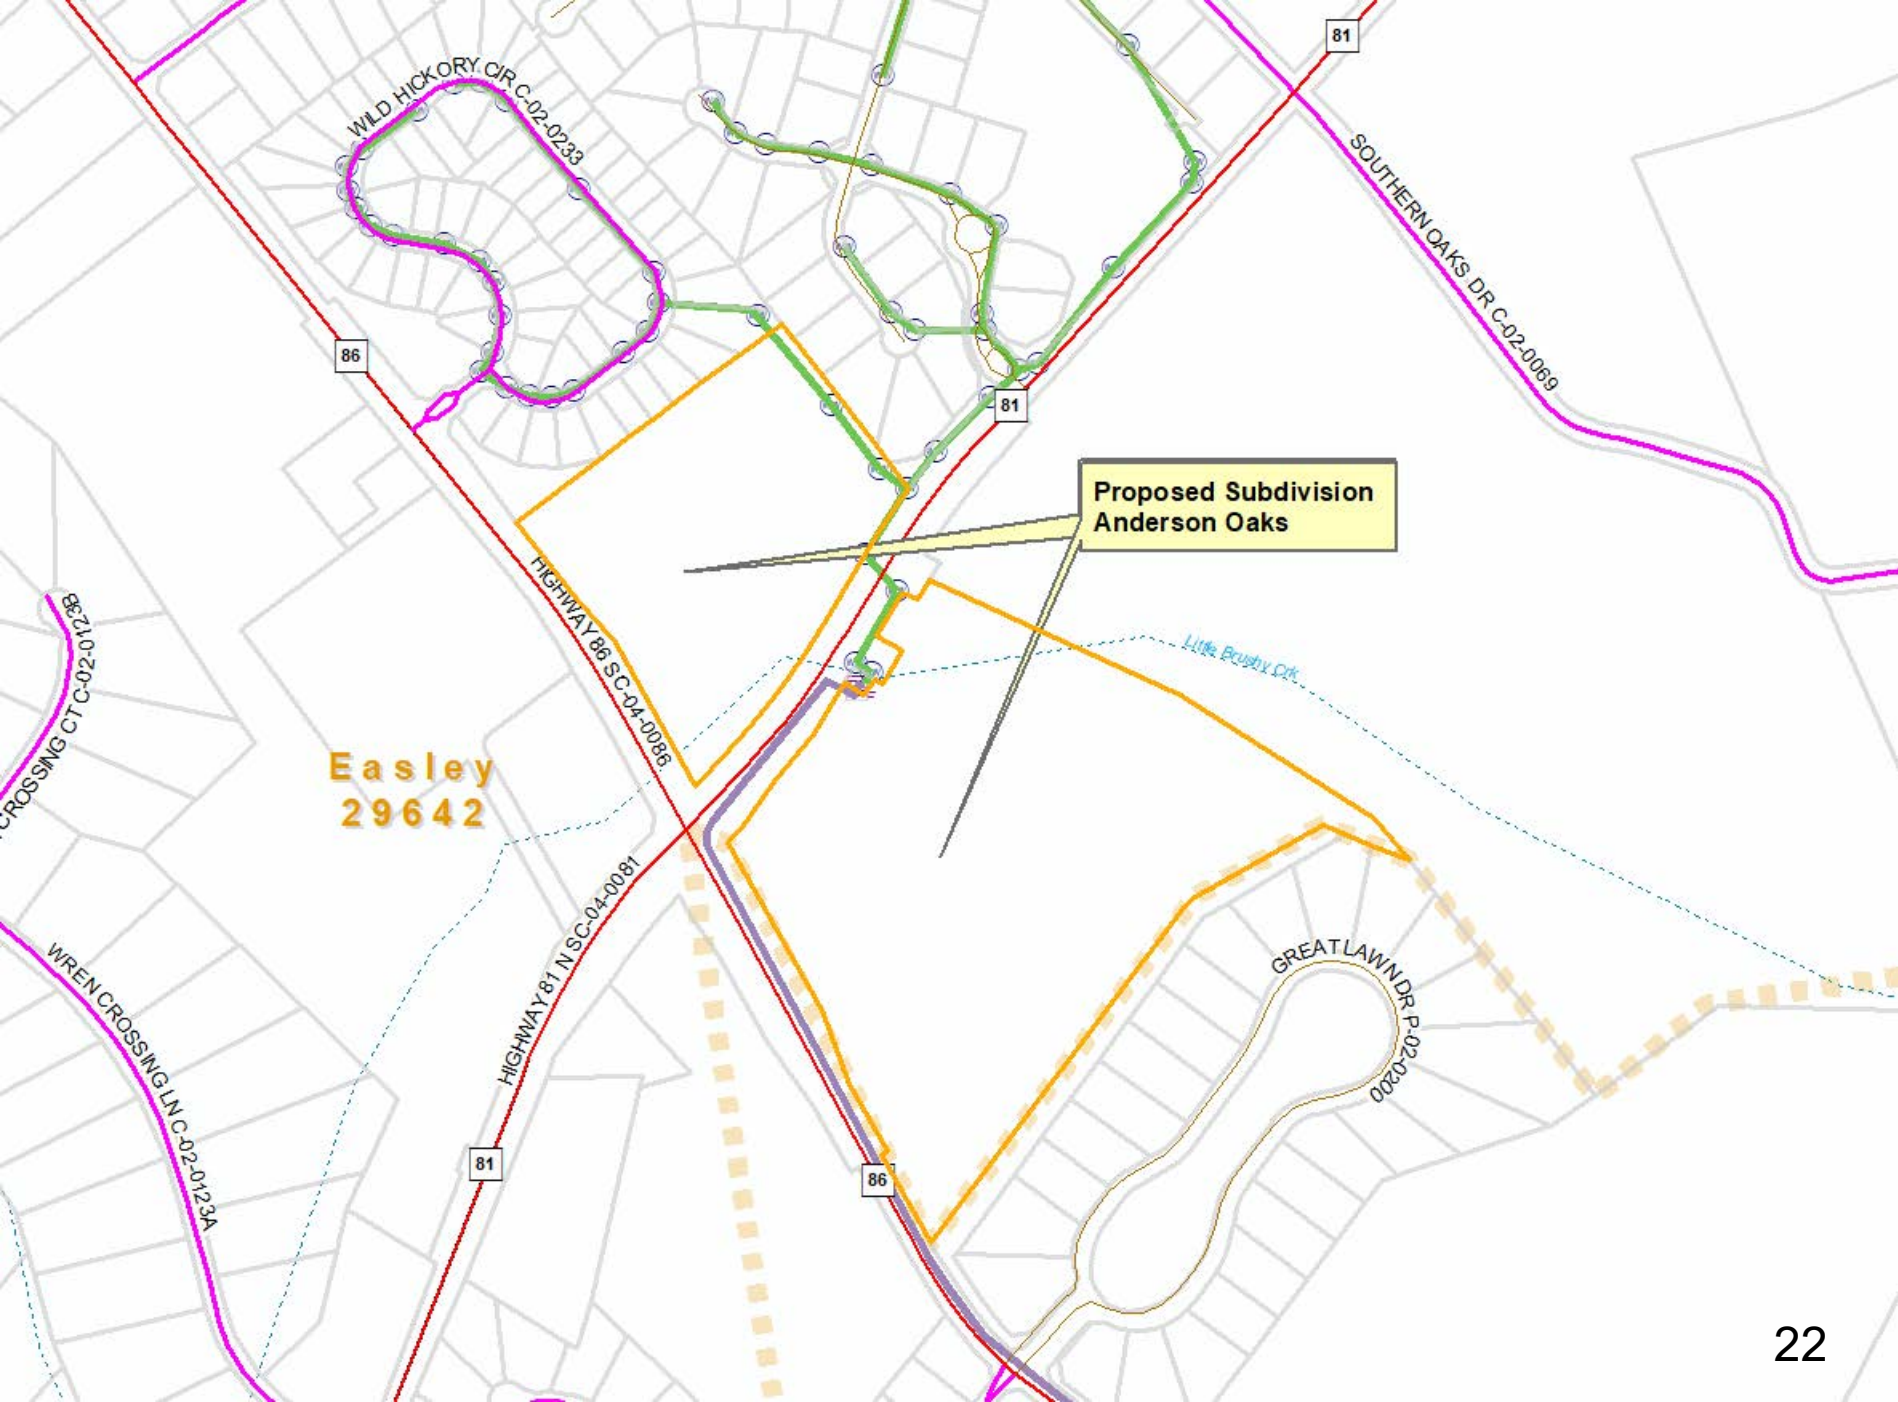 81
WILD HICKORY CIR C-02-0233
SOUTHERN OAKS DR C-02-0069
86
81
Proposed Subdivision
Anderson Oaks
HIGHWAY 86 SC-04-0086
CROSSING CT C-02-0123B
Little Brushy Crk
Easley
29642
HIGHWAY 81 N SC-04-0081
WREN CROSSING LN C-02-0123A
GREAT LAWN DR P-02-0200
81
86
22